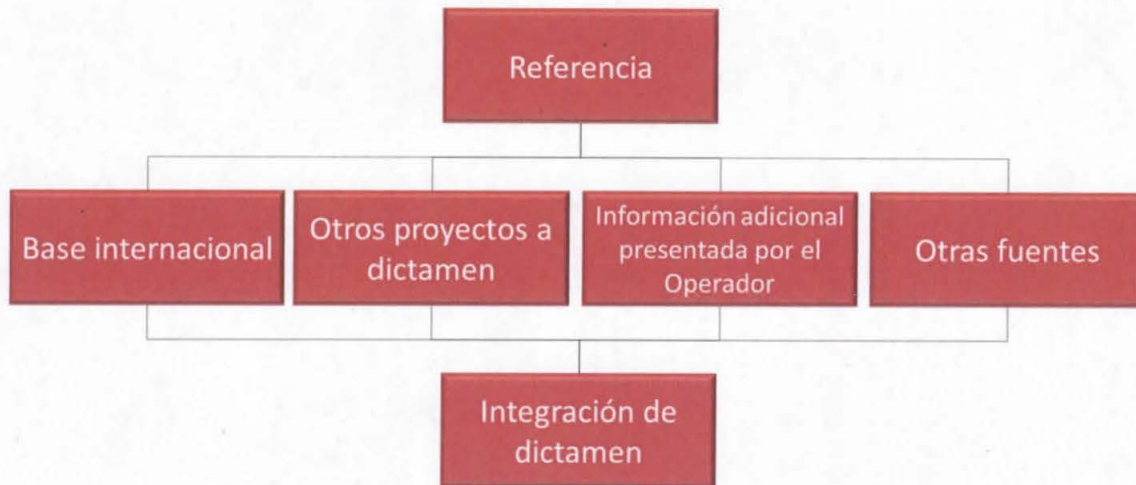 Referencia
Base internacional
Otros proyectos a
dictamen
Información adicional
presentada por el
Operador
Otras fuentes
Integración de
dictamen